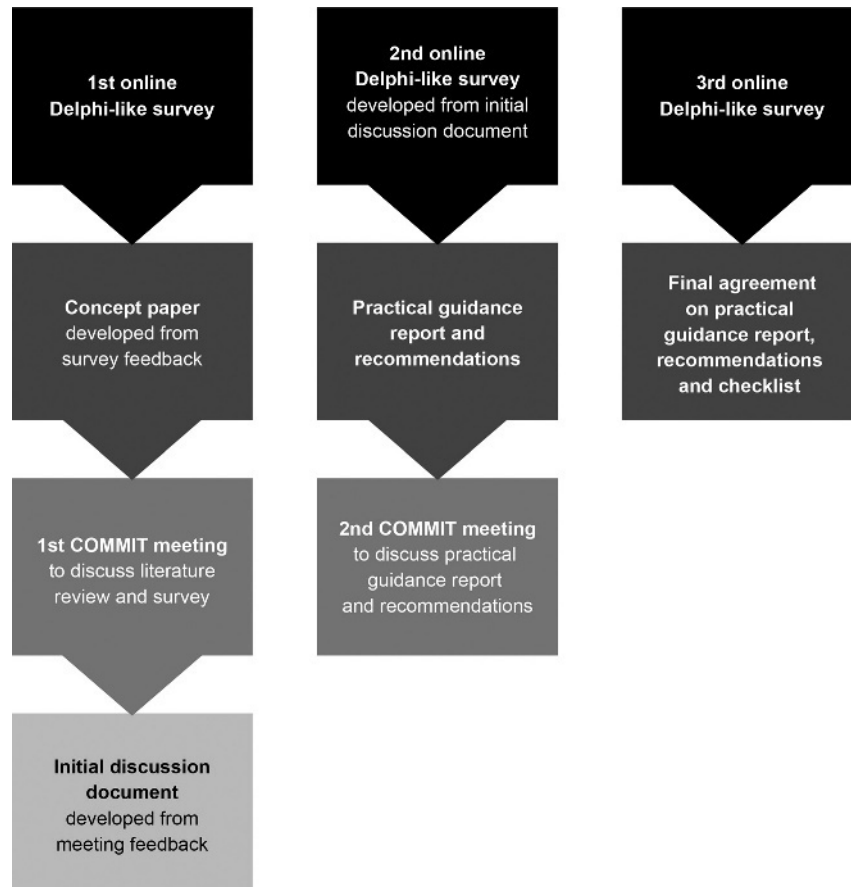 1st online
Delphi-like survey
Concept paper
developed from
survey feedback
1st COMMIT meeting
to discuss literature
review and survey
Initial discussion
document
developed from
meeting feedback
2nd online
Delphi-like survey
developed from initial
discussion document
Practical guidance
report and
recommendations
2nd COMMIT meeting
to discuss practical
guidance report
and recommendations
3rd online
Delphi-like survey
Final agreement
on practical
guidance report,
recommendations
and checklist